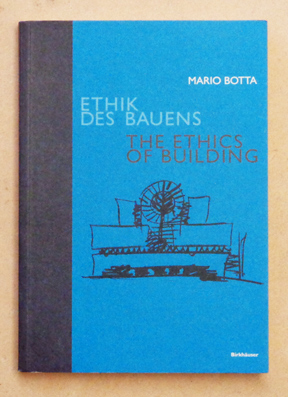 MARIO BOTTA
ETHIK
DES BAUENS
THE ETHICS
OF BUILDING
Birkhäuser